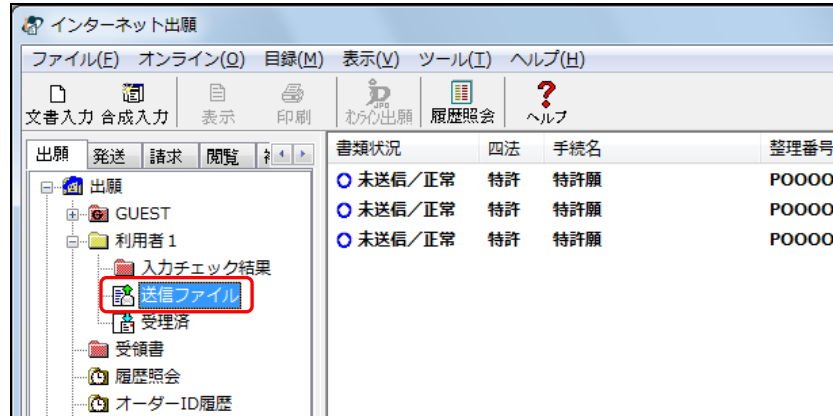 インターネット出願
ファイル(F) オンライン(O) 目録(M) 表示(V) ツール(T) ヘルプ(H)
文書入力 合成入力 表示 印刷 オンライン出願 履歴照会 ヘルプ
出願 発送 請求 閲覧
書類状況 四法 手続名 整理番号
未送信/正常 特許 特許願 P0000
未送信/正常 特許 特許願 P0000
未送信/正常 特許 特許願 P0000
出願
GUEST
利用者1
入力チェック結果
送信ファイル
受理済
受領書
履歴照会
オーダーID履歴